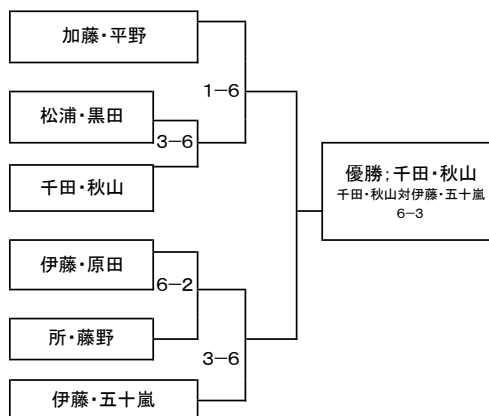 加藤・平野
1－6
松浦・黒田
3－6
千田・秋山
優勝；千田・秋山
千田・秋山対伊藤・五十嵐
6－3
伊藤・原田
6－2
所・藤野
3－6
伊藤・五十嵐